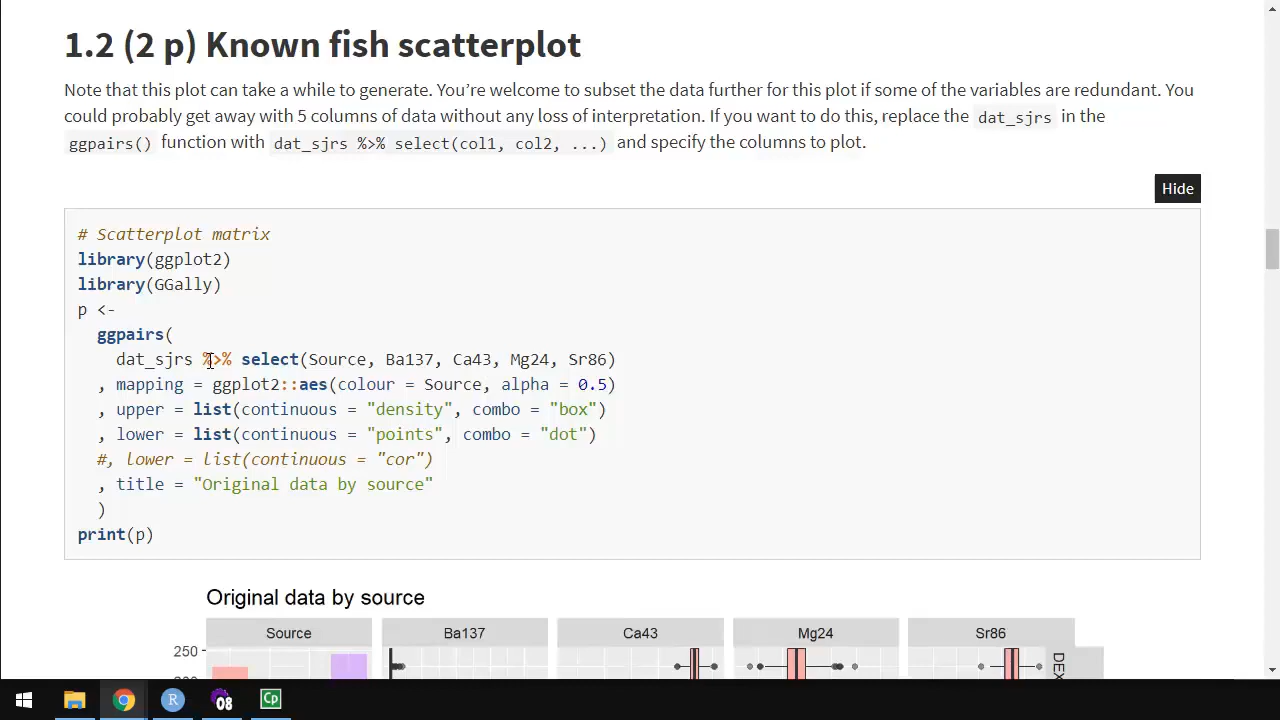 1.2 (2 p) Known fish scatterplot
Note that this plot can take a while to generate. You’re welcome to subset the data further for this plot if some of the variables are redundant. You
could probably get away with 5 columns of data without any loss of interpretation. If you want to do this, replace the dat_sjrs in the
ggpairs() function with dat_sjrs %>% select(col1, col2, ...) and specify the columns to plot.
Hide
# Scatterplot matrix
library(ggplot2)
library(GGally)
p <-
ggpairs(
dat_sjrs %>% select(Source, Ba137, Ca43, Mg24, Sr86)
, mapping = ggplot2::aes(colour = Source, alpha = 0.5)
, upper = list(continuous = "density", combo = "box")
, lower = list(continuous = "points", combo = "dot")
#, lower = list(continuous = "cor")
, title = "Original data by source"
)
print(p)
Original data by source
Source Ba137 Ca43 Mg24 Sr86
250
DEX
R 08 Cp